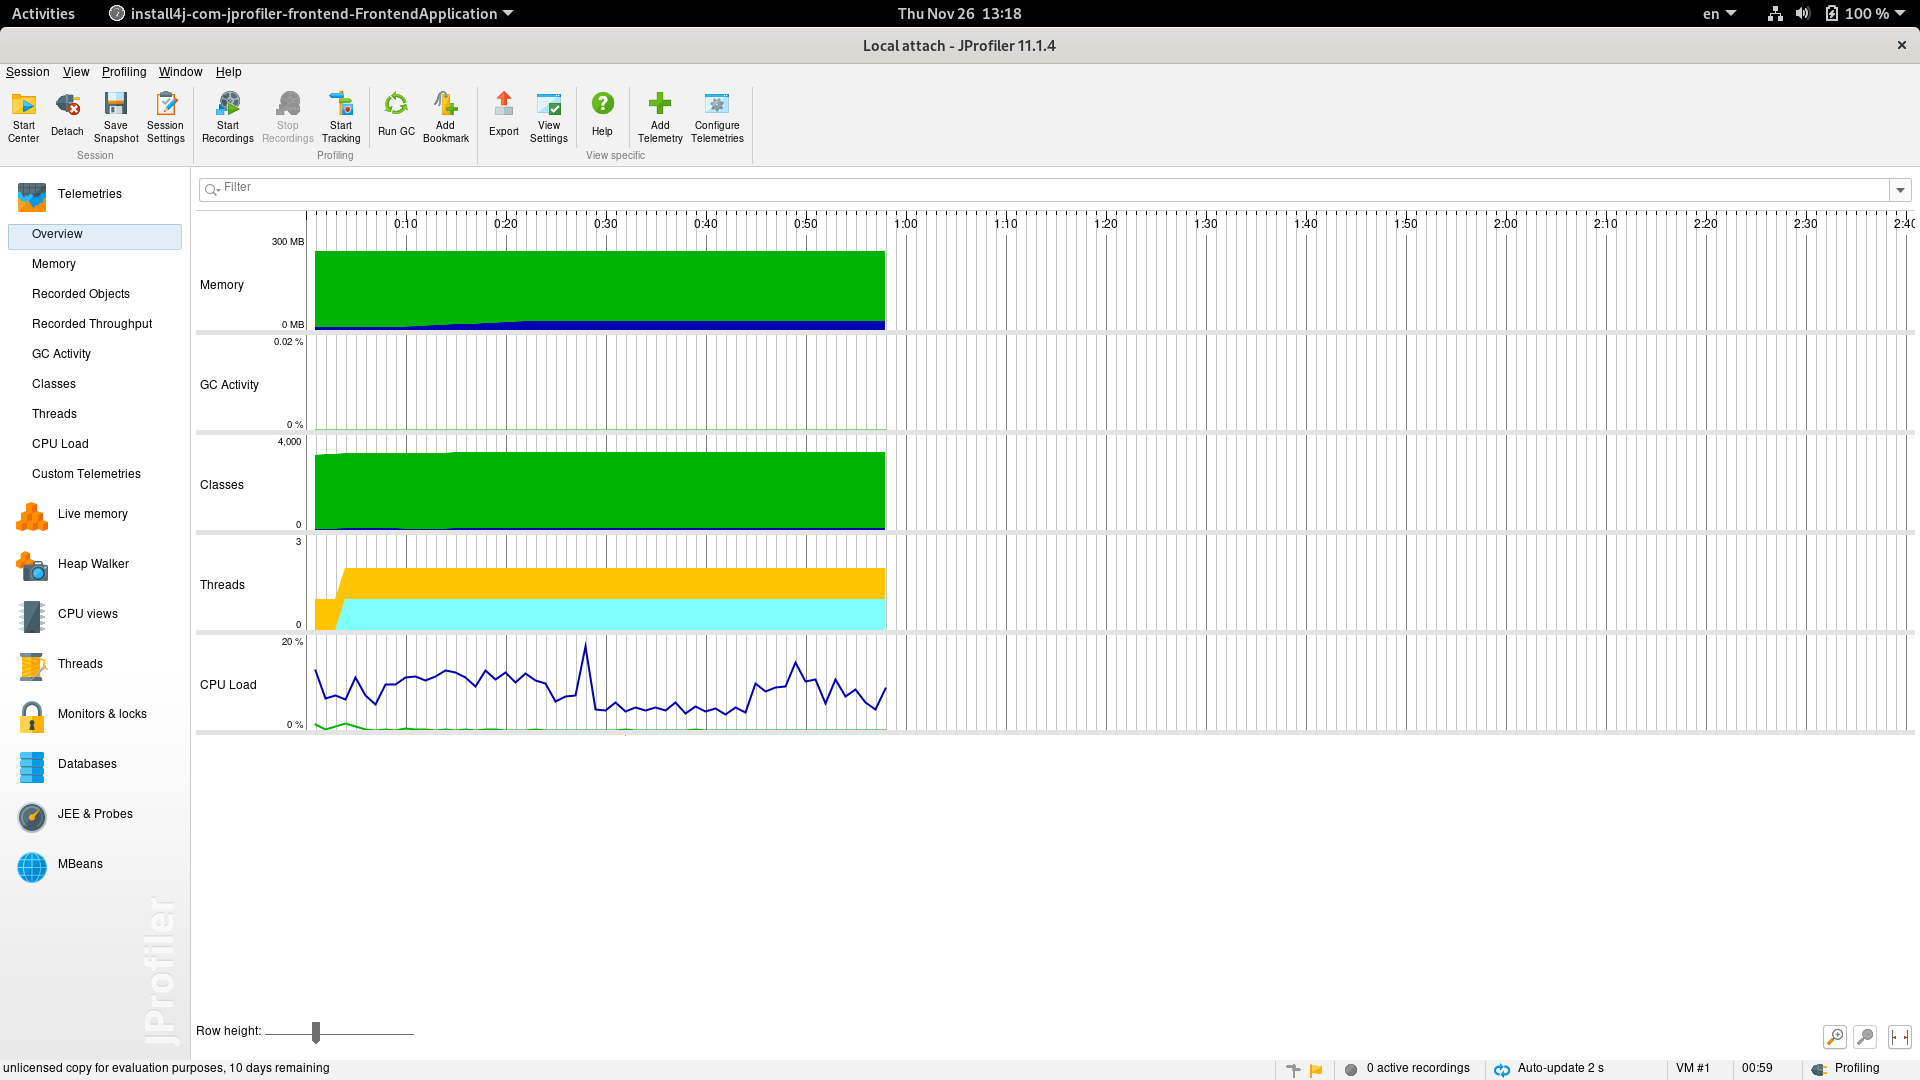 Activities install4j-com-jprofiler-frontend-FrontendApplication Thu Nov 26 13:18 en 100 %
Local attach - JProfiler 11.1.4
Session View Profiling Window Help
Start Center
Detach
Save Snapshot
Session Settings
Start Recordings
Stop Recordings
Start Tracking
Run GC
Add Bookmark
Export
View Settings
Help
Add Telemetry
Configure Telemetries
Session Profiling View specific
Telemetries
Overview
Memory
Recorded Objects
Recorded Throughput
GC Activity
Classes
Threads
CPU Load
Custom Telemetries
Live memory
Heap Walker
CPU views
Threads
Monitors & locks
Databases
JEE & Probes
MBeans
JProfiler
Filter
0:10 0:20 0:30 0:40 0:50 1:00 1:10 1:20 1:30 1:40 1:50 2:00 2:10 2:20 2:30 2:40
300 MB
Memory
0 MB
0.02 %
GC Activity
0 %
4,000
Classes
0
3
Threads
0
20 %
CPU Load
0 %
Row height:
unlicensed copy for evaluation purposes, 10 days remaining 0 active recordings Auto-update 2 s VM #1 00:59 Profiling